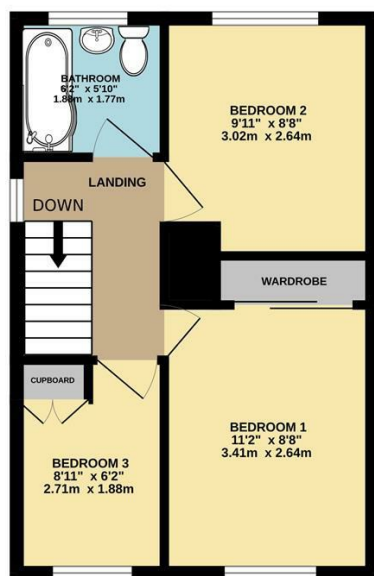 BATHROOM
6'2" x 5'10"
1.88m x 1.77m
BEDROOM 2
9'11" x 8'8"
3.02m x 2.64m
LANDING
DOWN
WARDROBE
CUPBOARD
BEDROOM 1
11'2" x 8'8"
3.41m x 2.64m
BEDROOM 3
8'11" x 6'2"
2.71m x 1.88m